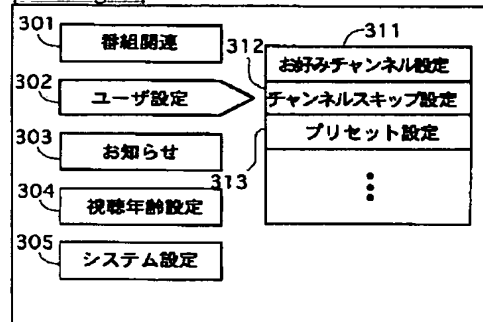 301
番組関連
302
ユーザ設定
303
お知らせ
304
視聴年齢設定
305
システム設定
311
お好みチャンネル設定
312
チャンネルスキップ設定
313
プリセット設定